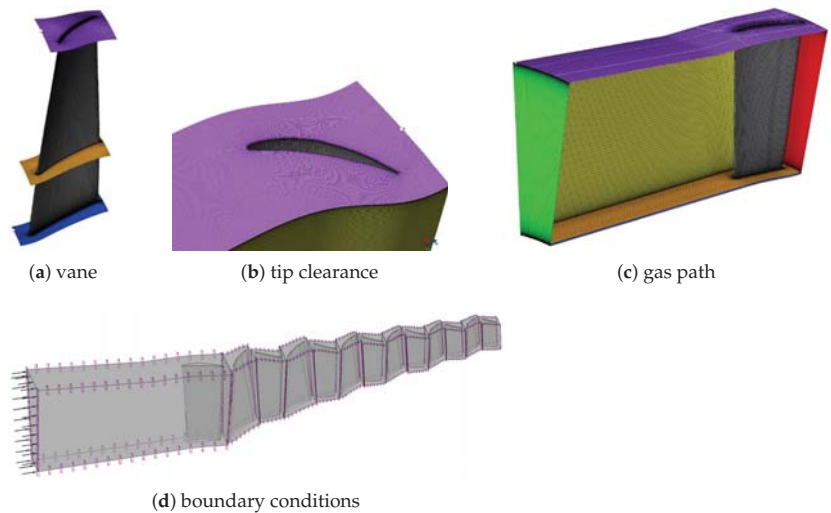 (a) vane
(b) tip clearance
(c) gas path
(d) boundary conditions